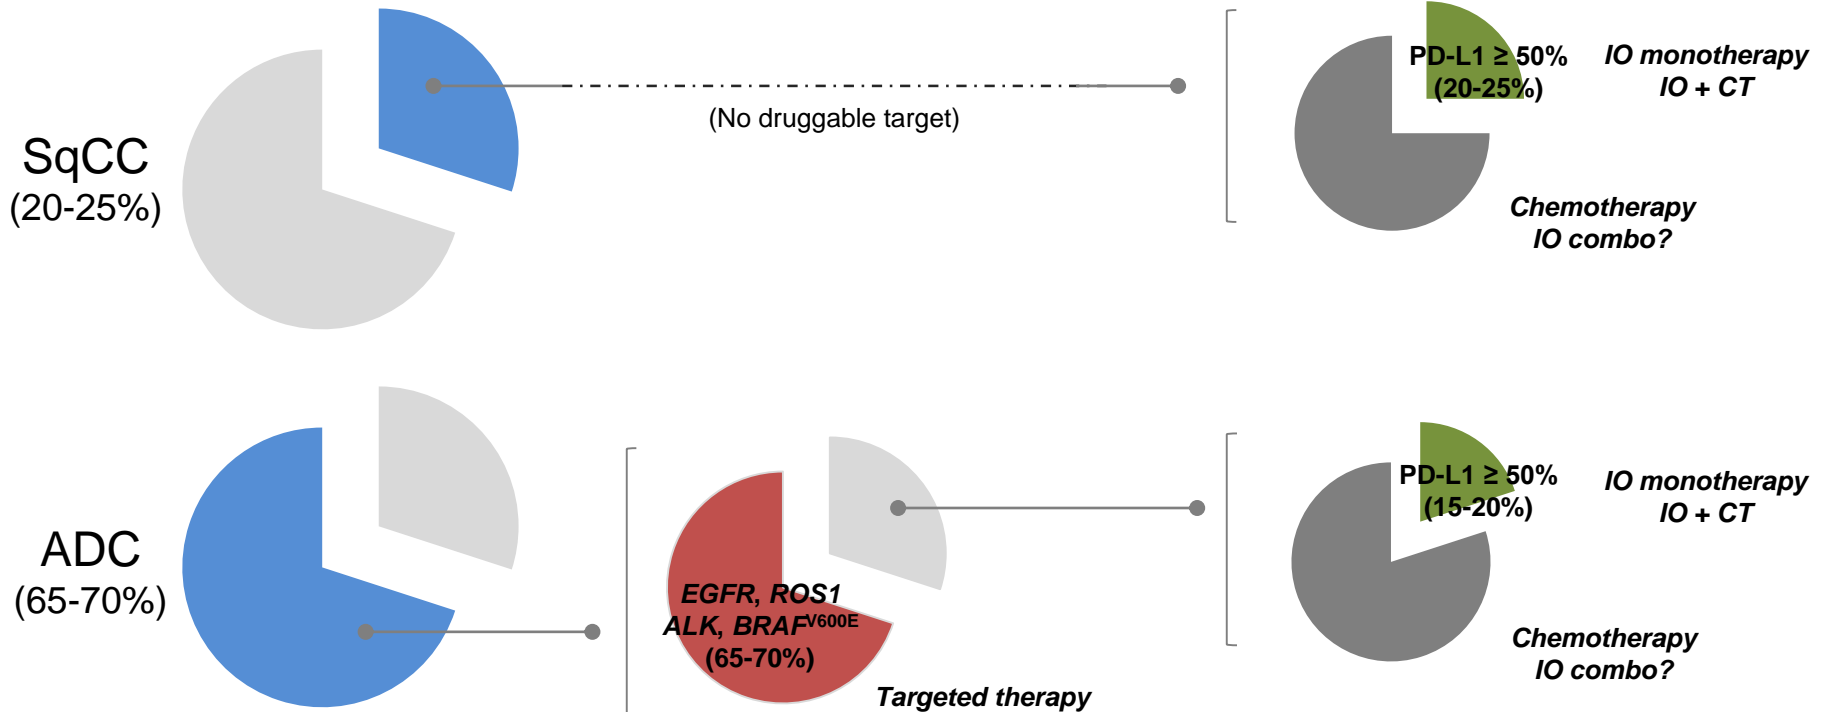 SqCC
(20-25%)
(No druggable target)
PD-L1 ≥ 50%
(20-25%)
IO monotherapy
IO + CT
Chemotherapy
IO combo?
ADC
(65-70%)
EGFR, ROS1
ALK, BRAF^V600E
(65-70%)
Targeted therapy
PD-L1 ≥ 50%
(15-20%)
IO monotherapy
IO + CT
Chemotherapy
IO combo?